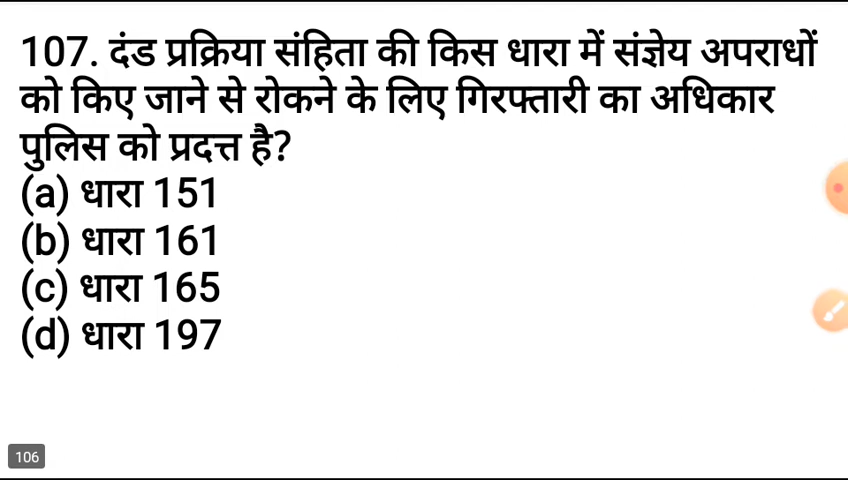 107. दंड प्रक्रिया संहिता की किस धारा में संज्ञेय अपराधों
को किए जाने से रोकने के लिए गिरफ्तारी का अधिकार
पुलिस को प्रदत्त है?
(a) धारा 151
(b) धारा 161
(c) धारा 165
(d) धारा 197
106